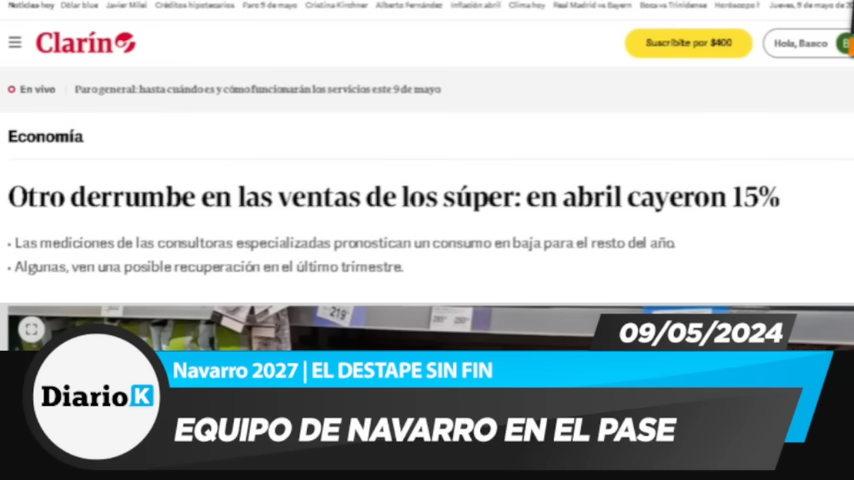 Noticias hoy Dólar blue Javier Milei Créditos hipotecarios Paro 9 de mayo Cristina Kirchner Alberto Fernández Inflación abril Clima hoy Real Madrid vs Bayern Boca vs Trinidense Horóscopo Jueves, 9 de mayo de
Clarín
Suscribite por $400
Hola, Basco
B
En vivo
Paro general: hasta cuándo es y cómo funcionarán los servicios este 9 de mayo
Economía
Otro derrumbe en las ventas de los súper: en abril cayeron 15%
• Las mediciones de las consultoras especializadas pronostican un consumo en baja para el resto del año.
• Algunas, ven una posible recuperación en el último trimestre.
219
09/05/2024
Navarro 2027 | EL DESTAPE SIN FIN
DiarioK
EQUIPO DE NAVARRO EN EL PASE